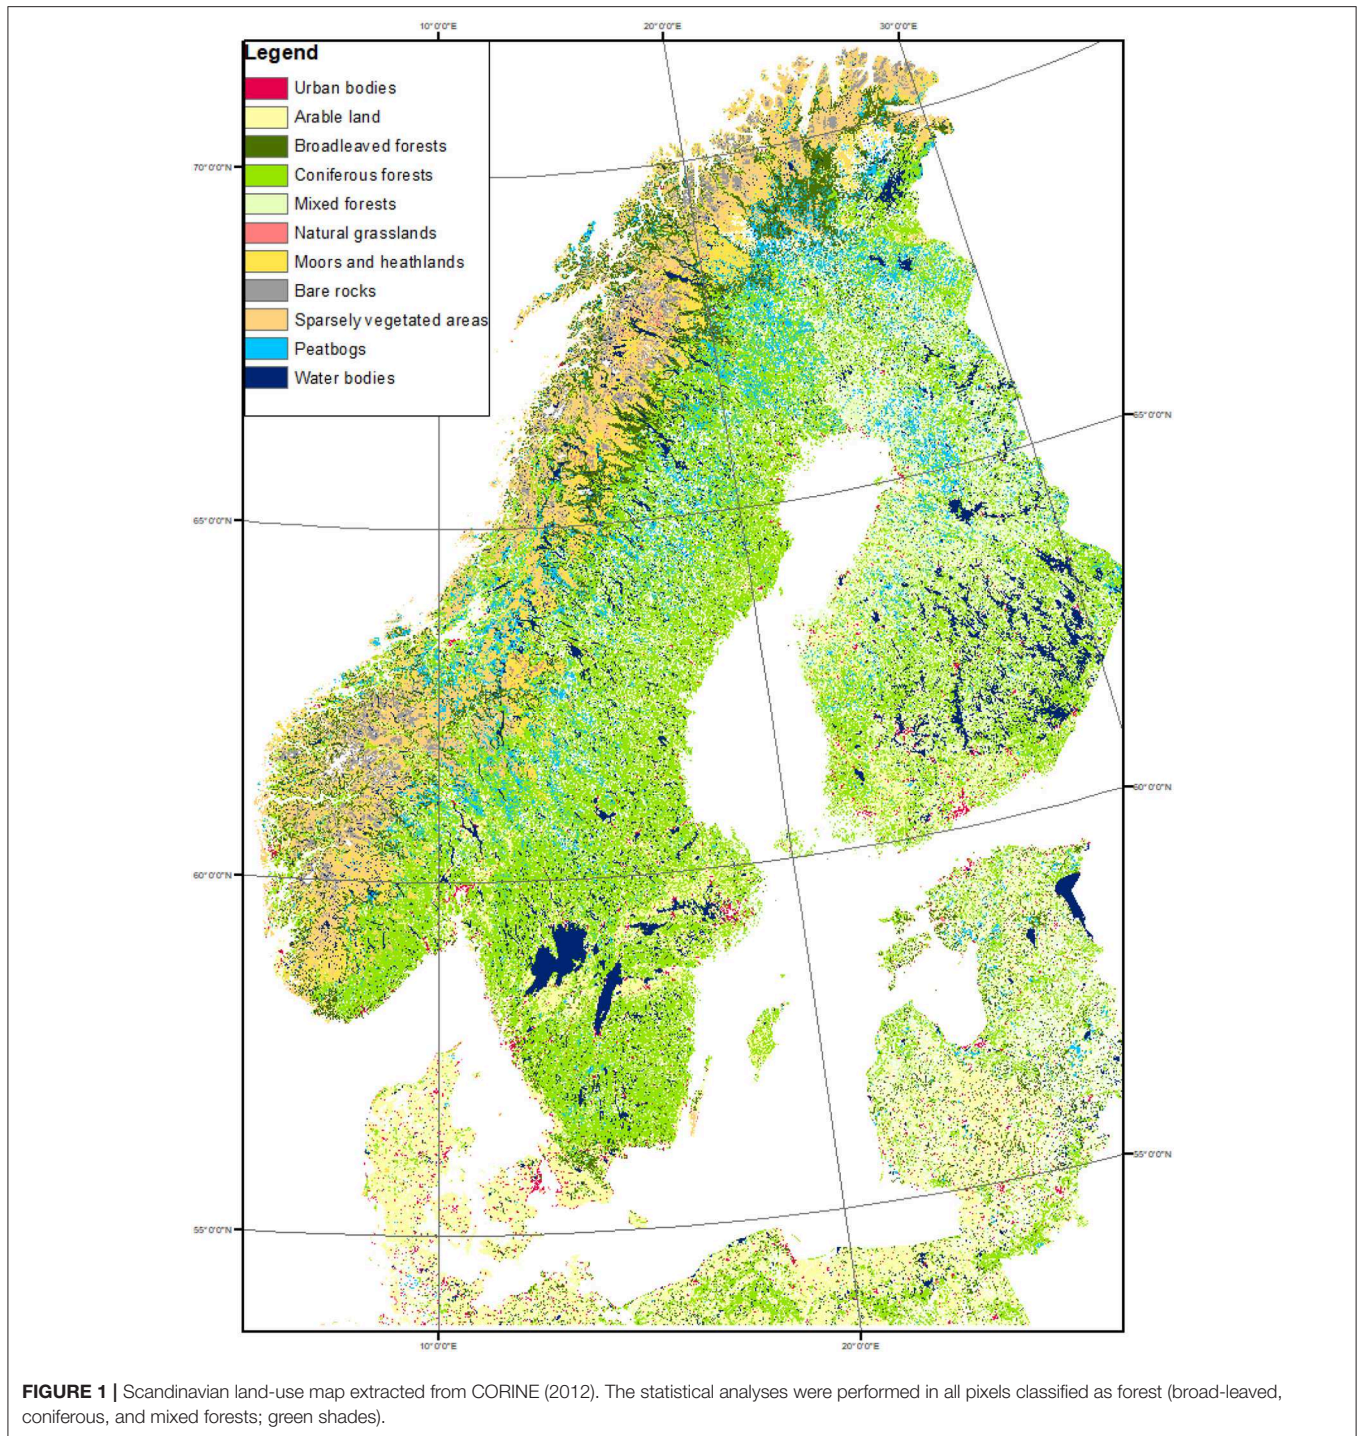 10°0'0"E 20°0'0"E 30°0'0"E
Legend
Urban bodies
Arable land
Broadleaved forests
Coniferous forests
Mixed forests
Natural grasslands
Moors and heathlands
Bare rocks
Sparsely vegetated areas
Peatbogs
Water bodies
70°0'0"N
65°0'0"N
65°0'0"N
60°0'0"N
60°0'0"N
55°0'0"N
55°0'0"N
10°0'0"E 20°0'0"E
FIGURE 1 | Scandinavian land-use map extracted from CORINE (2012). The statistical analyses were performed in all pixels classified as forest (broad-leaved,
coniferous, and mixed forests; green shades).